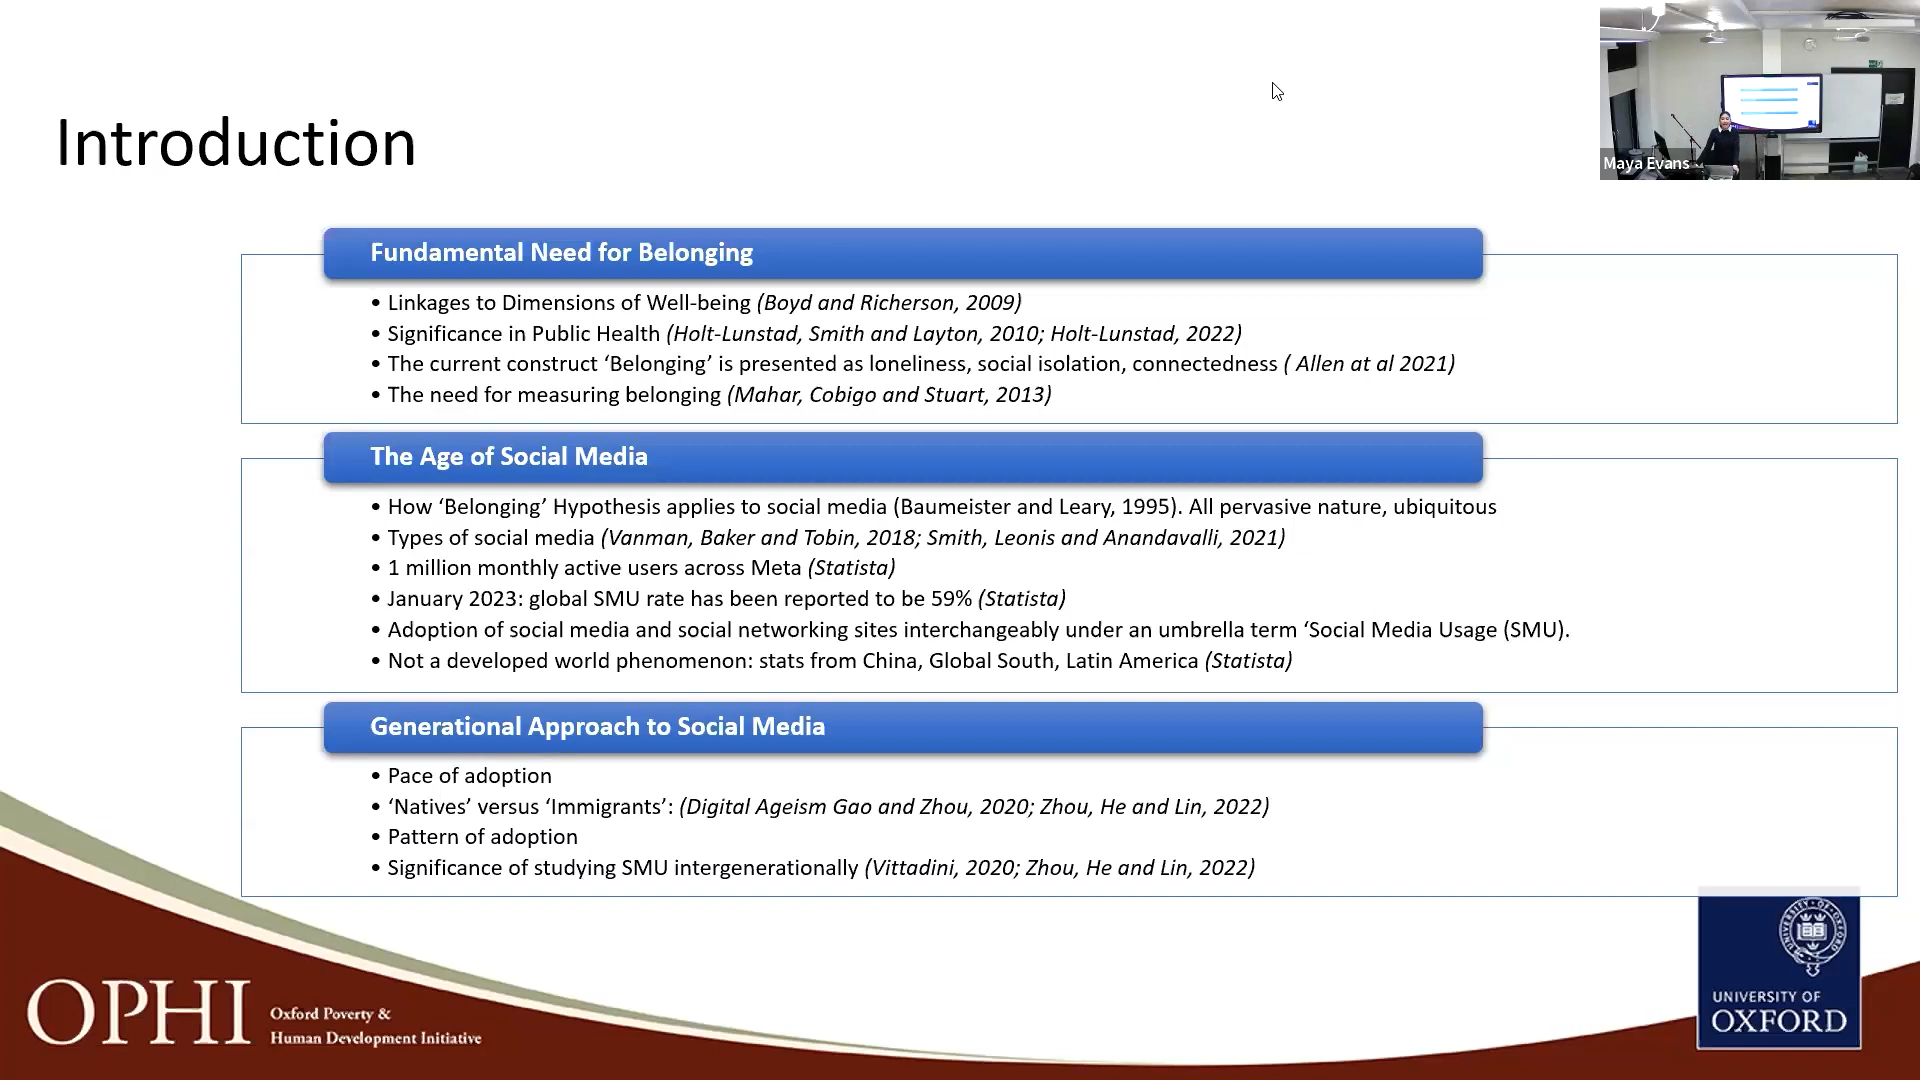 Introduction
Maya Evans
Fundamental Need for Belonging
• Linkages to Dimensions of Well-being (Boyd and Richerson, 2009)
• Significance in Public Health (Holt-Lunstad, Smith and Layton, 2010; Holt-Lunstad, 2022)
• The current construct ‘Belonging’ is presented as loneliness, social isolation, connectedness ( Allen at al 2021)
• The need for measuring belonging (Mahar, Cobigo and Stuart, 2013)
The Age of Social Media
• How ‘Belonging’ Hypothesis applies to social media (Baumeister and Leary, 1995). All pervasive nature, ubiquitous
• Types of social media (Vanman, Baker and Tobin, 2018; Smith, Leonis and Anandavalli, 2021)
• 1 million monthly active users across Meta (Statista)
• January 2023: global SMU rate has been reported to be 59% (Statista)
• Adoption of social media and social networking sites interchangeably under an umbrella term ‘Social Media Usage (SMU).
• Not a developed world phenomenon: stats from China, Global South, Latin America (Statista)
Generational Approach to Social Media
• Pace of adoption
• ‘Natives’ versus ‘Immigrants’: (Digital Ageism Gao and Zhou, 2020; Zhou, He and Lin, 2022)
• Pattern of adoption
• Significance of studying SMU intergenerationally (Vittadini, 2020; Zhou, He and Lin, 2022)
OPHI
Oxford Poverty &
Human Development Initiative
UNIVERSITY OF
OXFORD